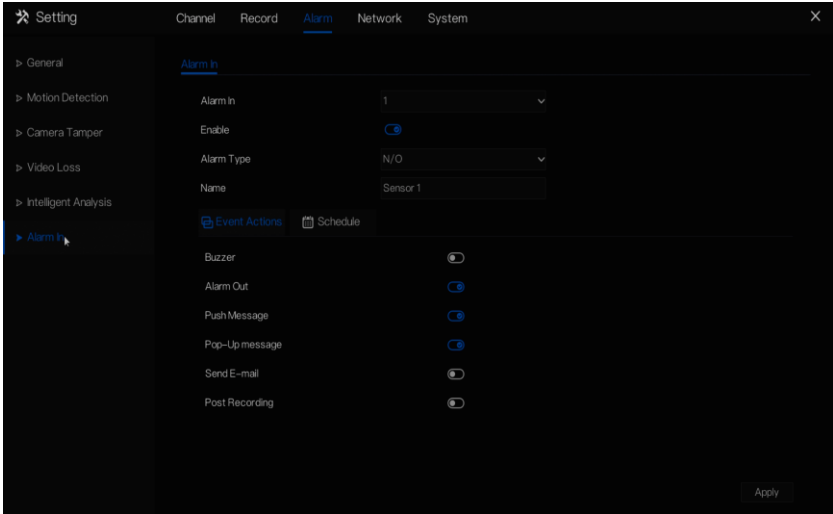 Setting
Channel Record Alarm Network System
General
Motion Detection
Camera Tamper
Video Loss
Intelligent Analysis
Alarm In
Alarm In
Alarm In 1
Enable
Alarm Type N/O
Name Sensor 1
Event Actions Schedule
Buzzer
Alarm Out
Push Message
Pop-Up message
Send E-mail
Post Recording
Apply